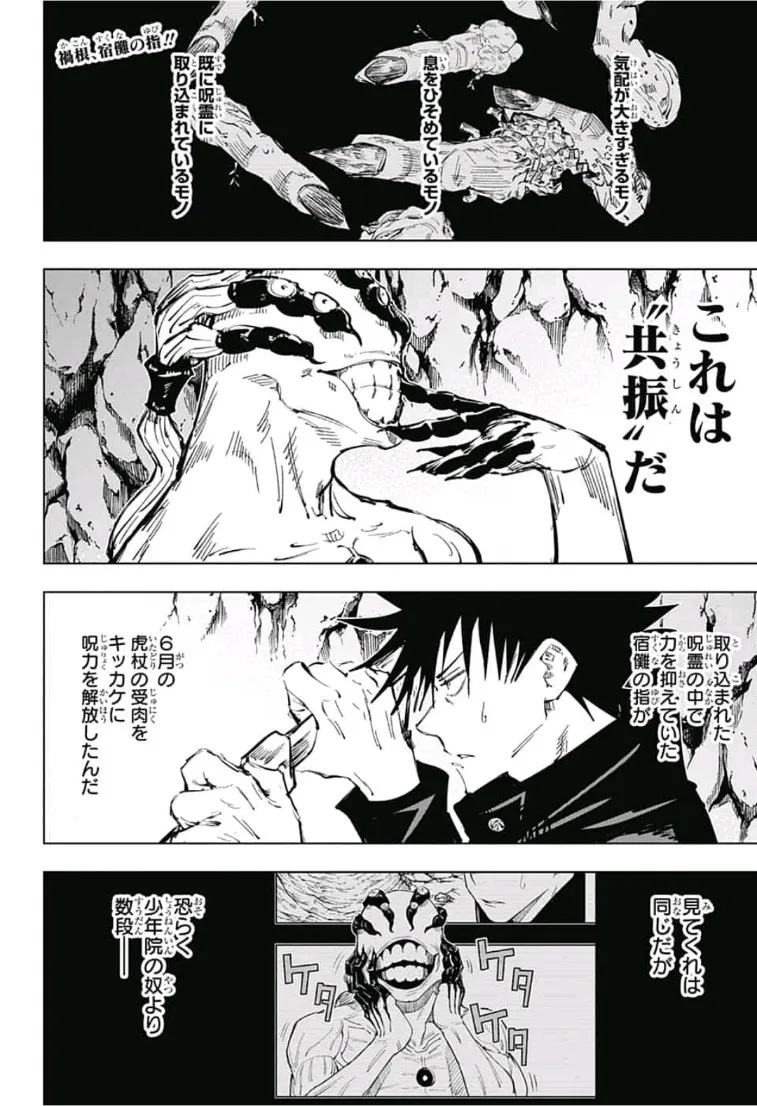 気配が大きすぎるモノ、
息をひそめているモノ
既に呪霊に
取り込まれているモノ
禍根、宿儺の指!!
これは
〝共振〟だ
取り込まれた
呪霊の中で
力を抑えていた
宿儺の指が
6月の
虎杖の受肉を
キッカケに
呪力を解放したんだ
見てくれは
同じだが
ケタ
ケタ
ケタ
ケタ
恐らく
少年院の奴より
数段──